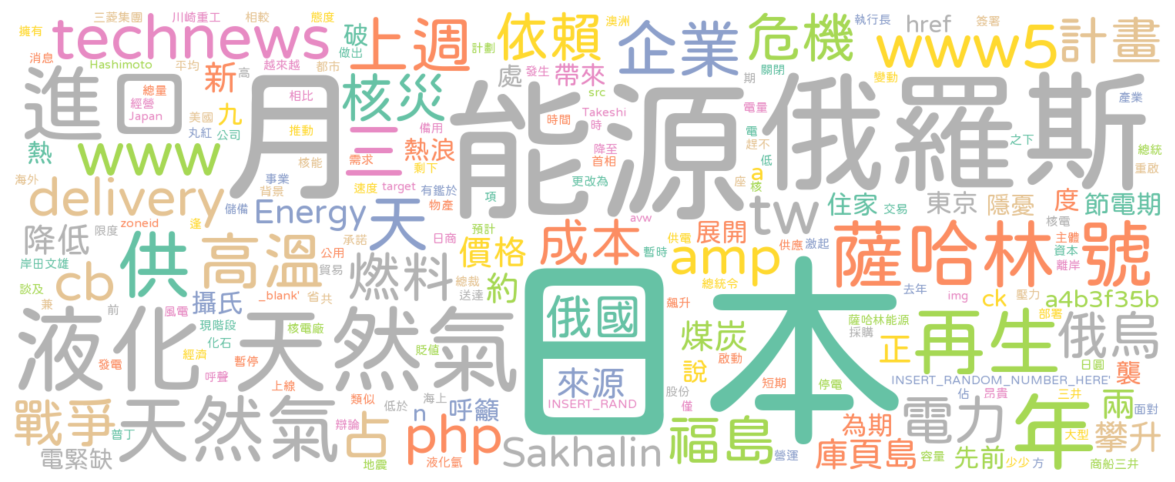 三菱集團 川崎重工 相較 態度 破 計劃 依賴 澳洲 簽署 執行長 href
擁有 technews 做出 上週 企業 危機 www5 計畫
消息 Hashimoto 平均 越來越 都市 新 核災 處 發生 帶來 期 關閉 變動
進口 總量 經營 Japan 美國 九 丸紅 公司 高 相比 月 三 備用 熱浪 能源 src Takeshi 時 時間 電量 電 俄羅斯 產業 之下 總統
熱 www 推動 核能 需求 剩下 降至 首相 低 趕不 重啟
海外 delivery 事業 背景 速度 target 有鑑於 項 更改為 座 a 核 住家 交易 東京 隱憂 度 節電期
儲備 Energy 天 物產 avw tw 核電
限度 zoneid 逢 預計 成本 展開 供電 供應 激起 薩哈林號 主體 資本 離岸
降低 供 高溫 承諾 公用 日商 價格 暫時 amp
岸田文雄 cb 貿易 燃料 總裁 總統令 去年
談及 兼 _blank' 省 共 攝氏 送達 約 飆升 img 壓力 ck a4b3f35b
前 風電 現階段 俄國 日本 煤炭 薩哈林能源 採購 部署
液化天然氣 核電廠 化石 貶值 啟動 正 再生 俄烏
發電 經濟 暫停 呼聲 來源 說 短期 停電 日圓 襲
上線 類似 低於 海上 INSERT_RAND 股份 僅 INSERT_RANDOM_NUMBER_HERE' 佔 昂貴 三井 面對
戰爭 天然氣 占 n 呼籲 福島 為期 電力 年 兩 攀升
普丁 辯論 php Sakhalin 庫頁島 先前 大型
電緊缺 地震 液化氫 營運 容量 少少 方 商船三井